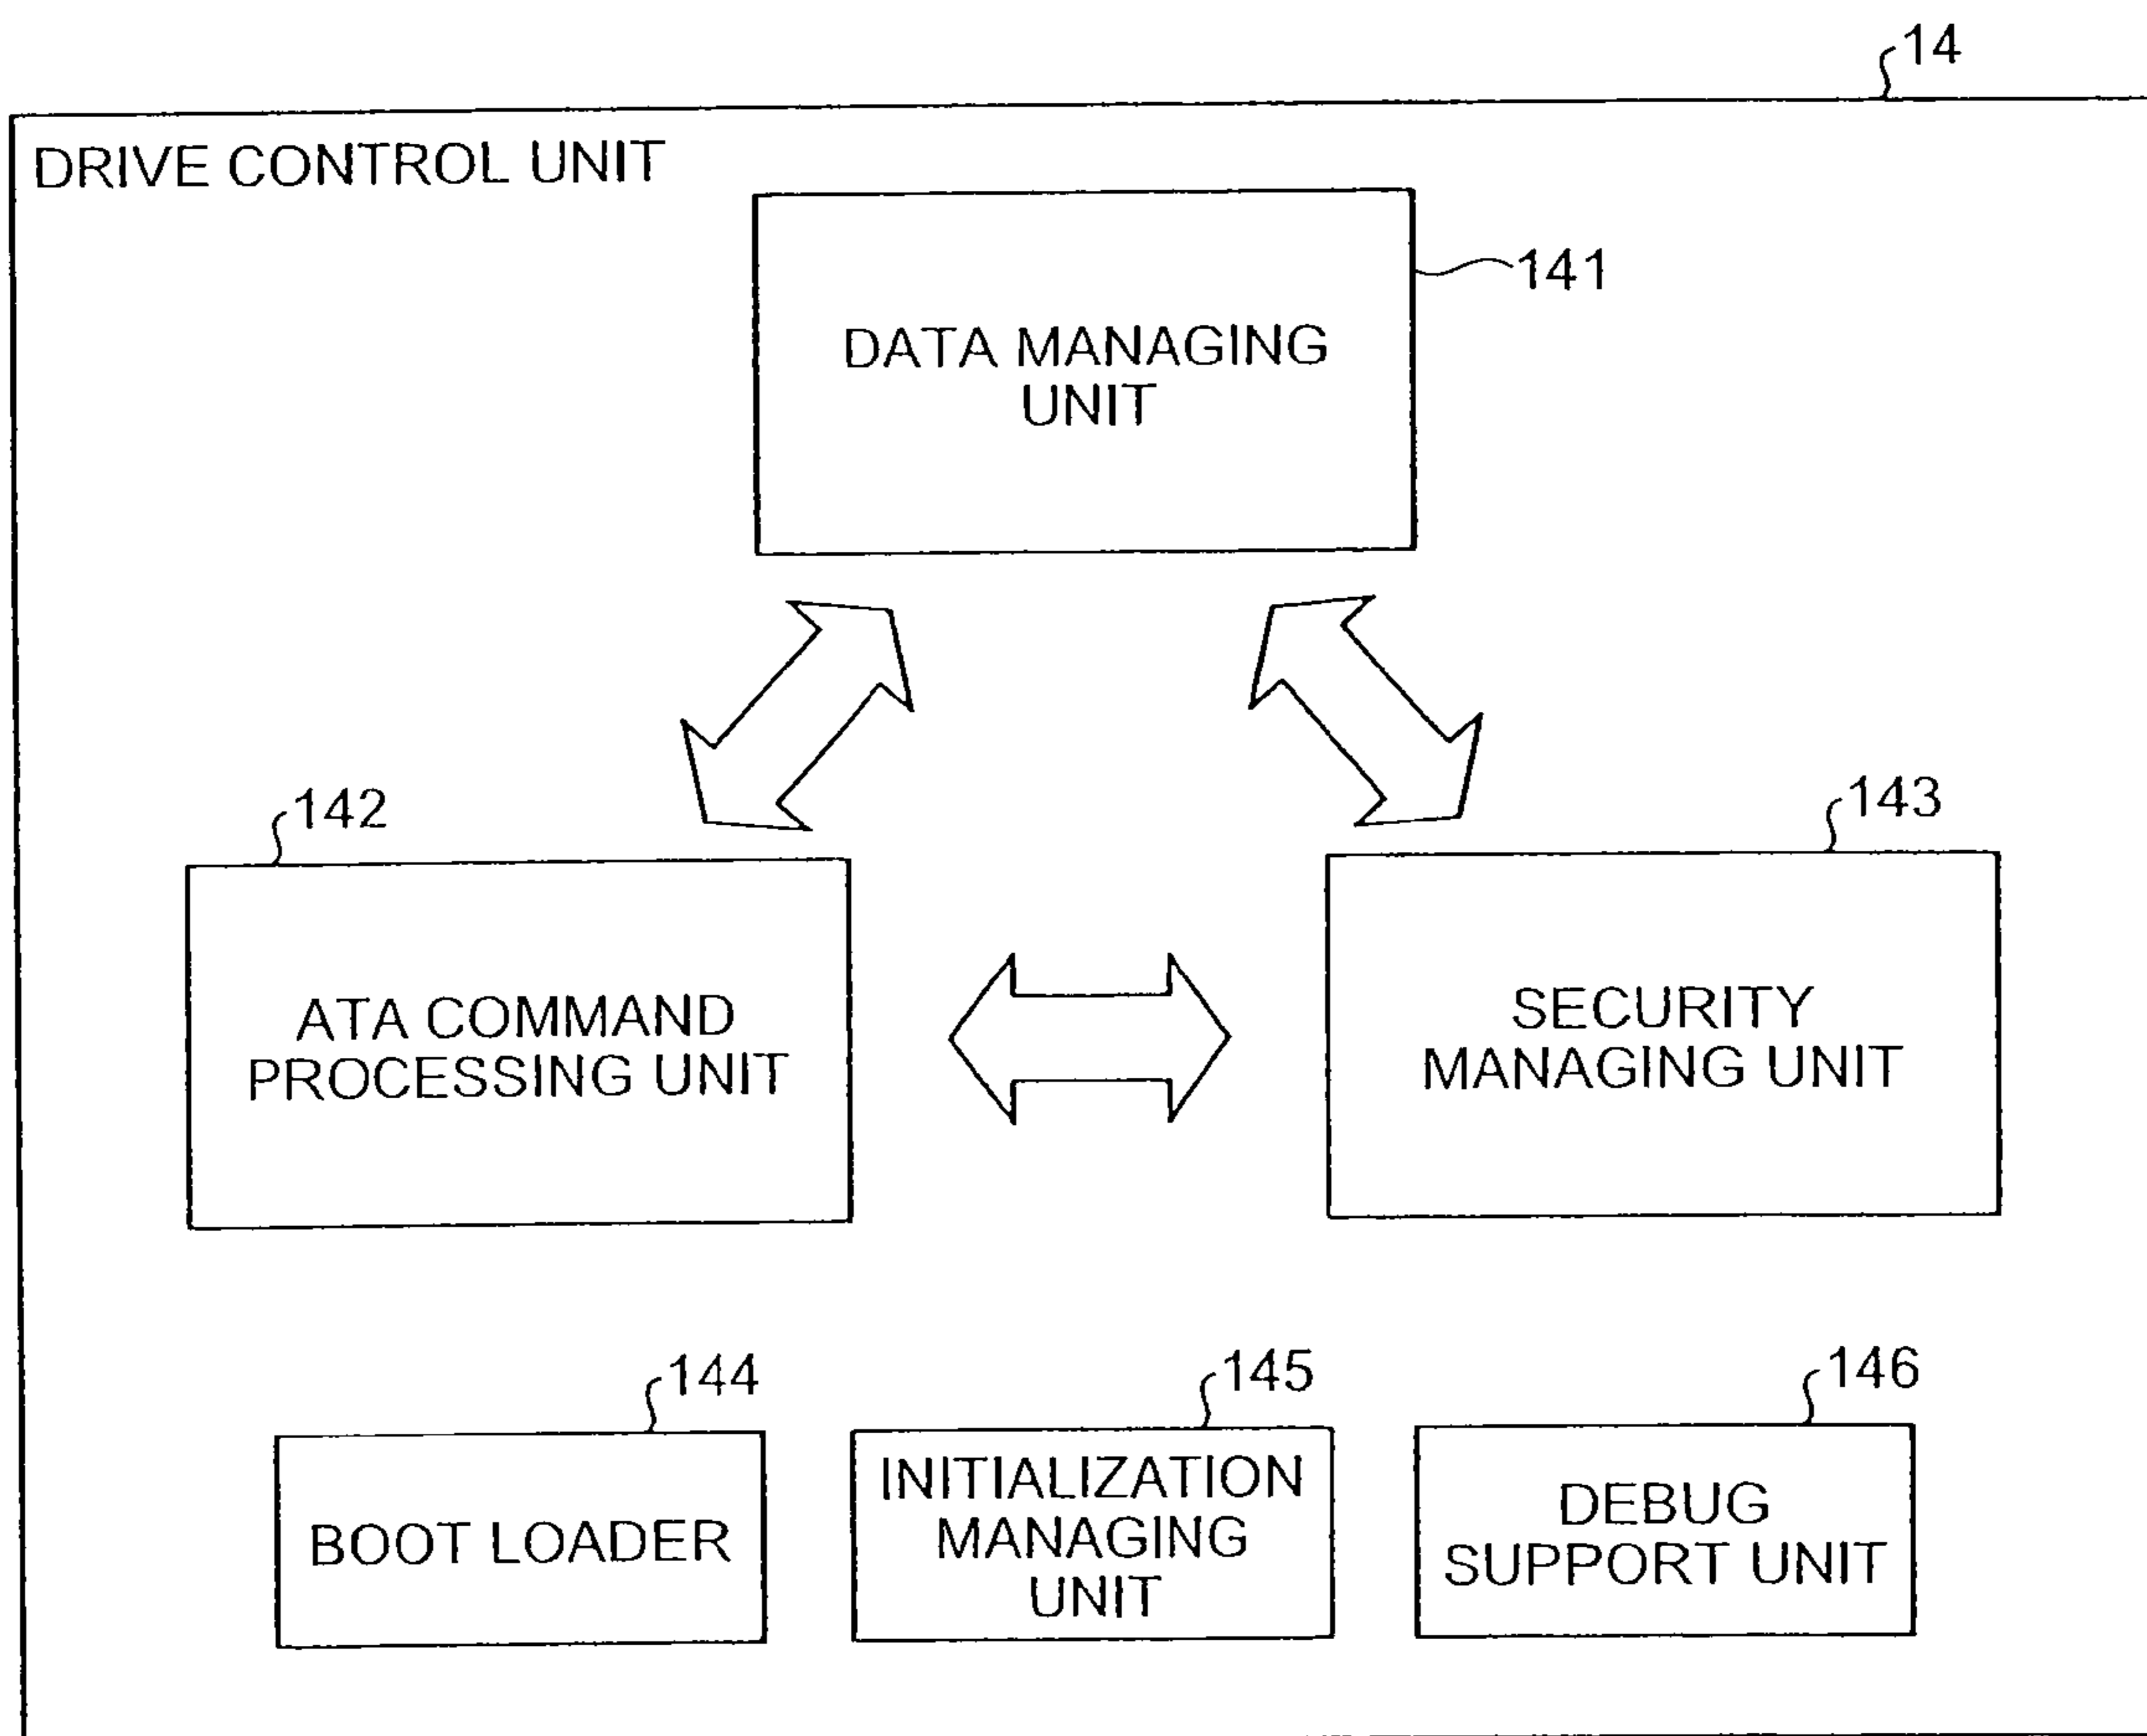 14
DRIVE CONTROL UNIT
141
DATA MANAGING
UNIT
142
143
ATA COMMAND
PROCESSING UNIT
SECURITY
MANAGING UNIT
144
145
146
BOOT LOADER
INITIALIZATION
MANAGING
UNIT
DEBUG
SUPPORT UNIT